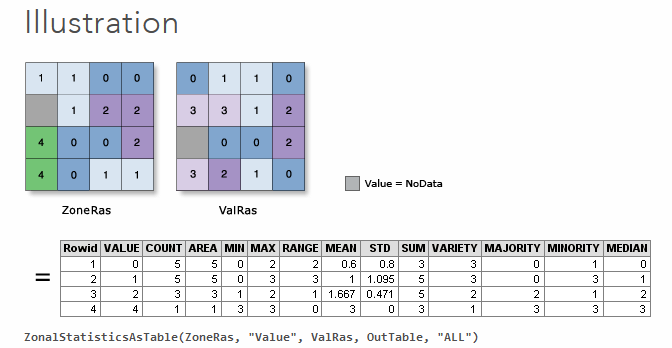 Illustration
1 1 0 0
1 2 2
4 0 0 2
4 0 1 1
ZoneRas
0 1 1 0
3 3 1 2
0 0 2
3 2 1 0
ValRas
Value = NoData
=
Rowid VALUE COUNT AREA MIN MAX RANGE MEAN STD SUM VARIETY MAJORITY MINORITY MEDIAN
1 0 5 5 0 2 2 0.6 0.8 3 3 0 1 0
2 1 5 5 0 3 3 1 1.095 5 3 0 3 1
3 2 3 3 1 2 1 1.667 0.471 5 2 2 1 2
4 4 1 1 3 3 0 3 0 3 1 3 3 3
ZonalStatisticsAsTable(ZoneRas, "Value", ValRas, OutTable, "ALL")